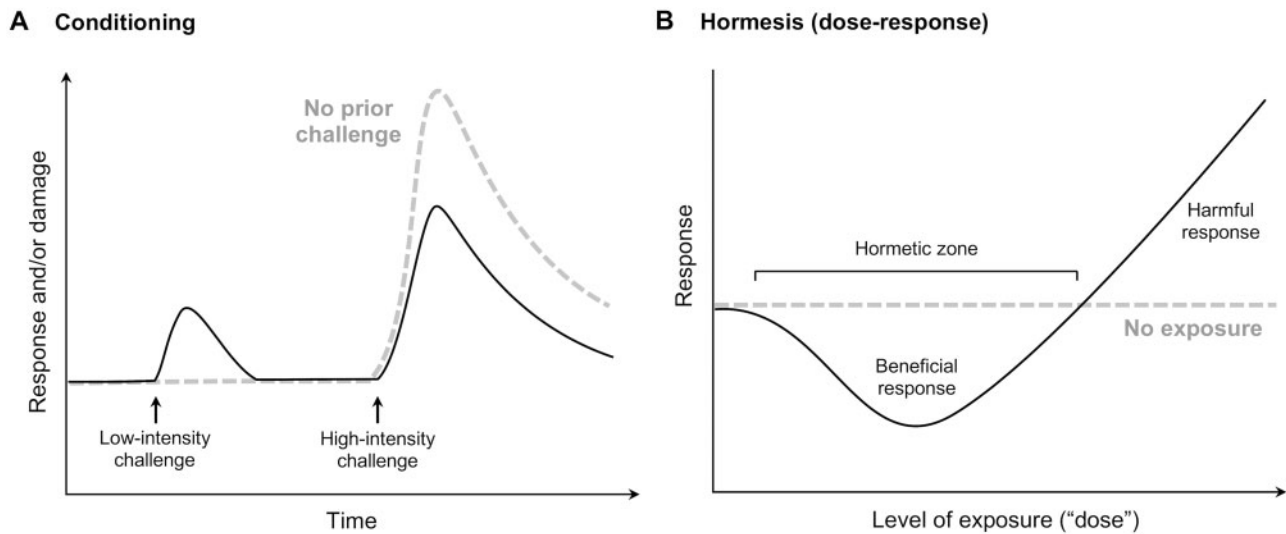 A Conditioning
Response and/or damage
No prior
challenge
Low-intensity
challenge
High-intensity
challenge
Time
B Hormesis (dose-response)
Response
Hormetic zone
Harmful
response
No exposure
Beneficial
response
Level of exposure (“dose”)